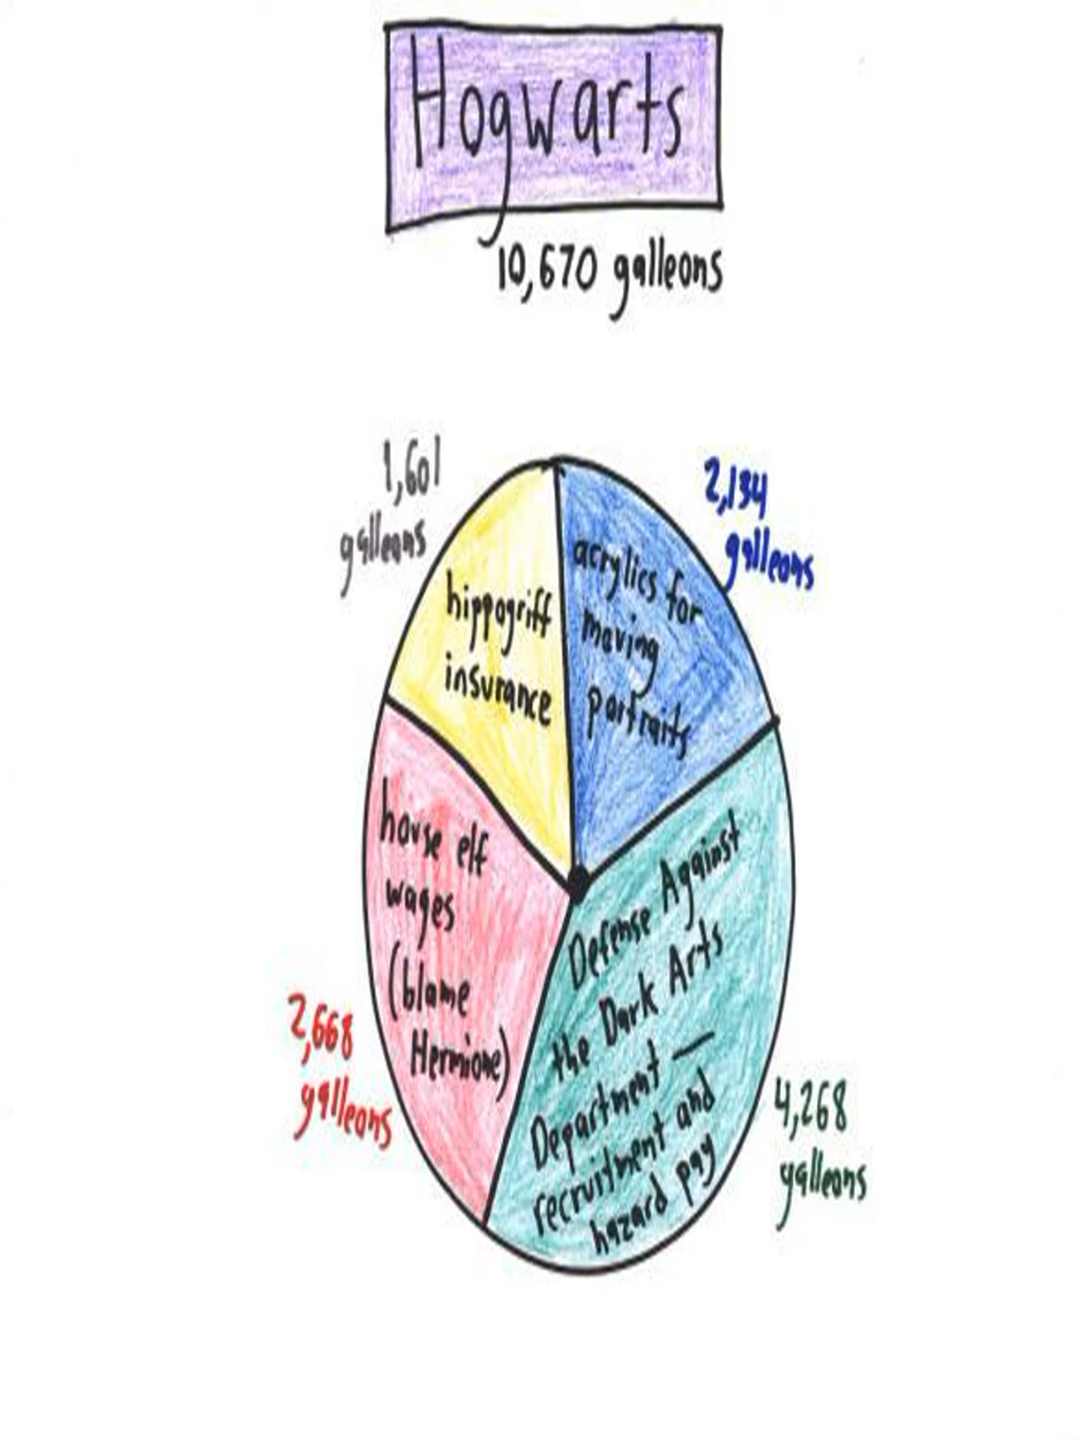 Hogwarts
10,670 galleons
1,601
galleons
2,134
galleons
hippogriff
insurance
acrylics for
moving
portraits
house elf
wages
(blame
Hermione)
Defense Against
the Dark Arts
Department —
recruitment and
hazard pay
2,668
galleons
4,268
galleons